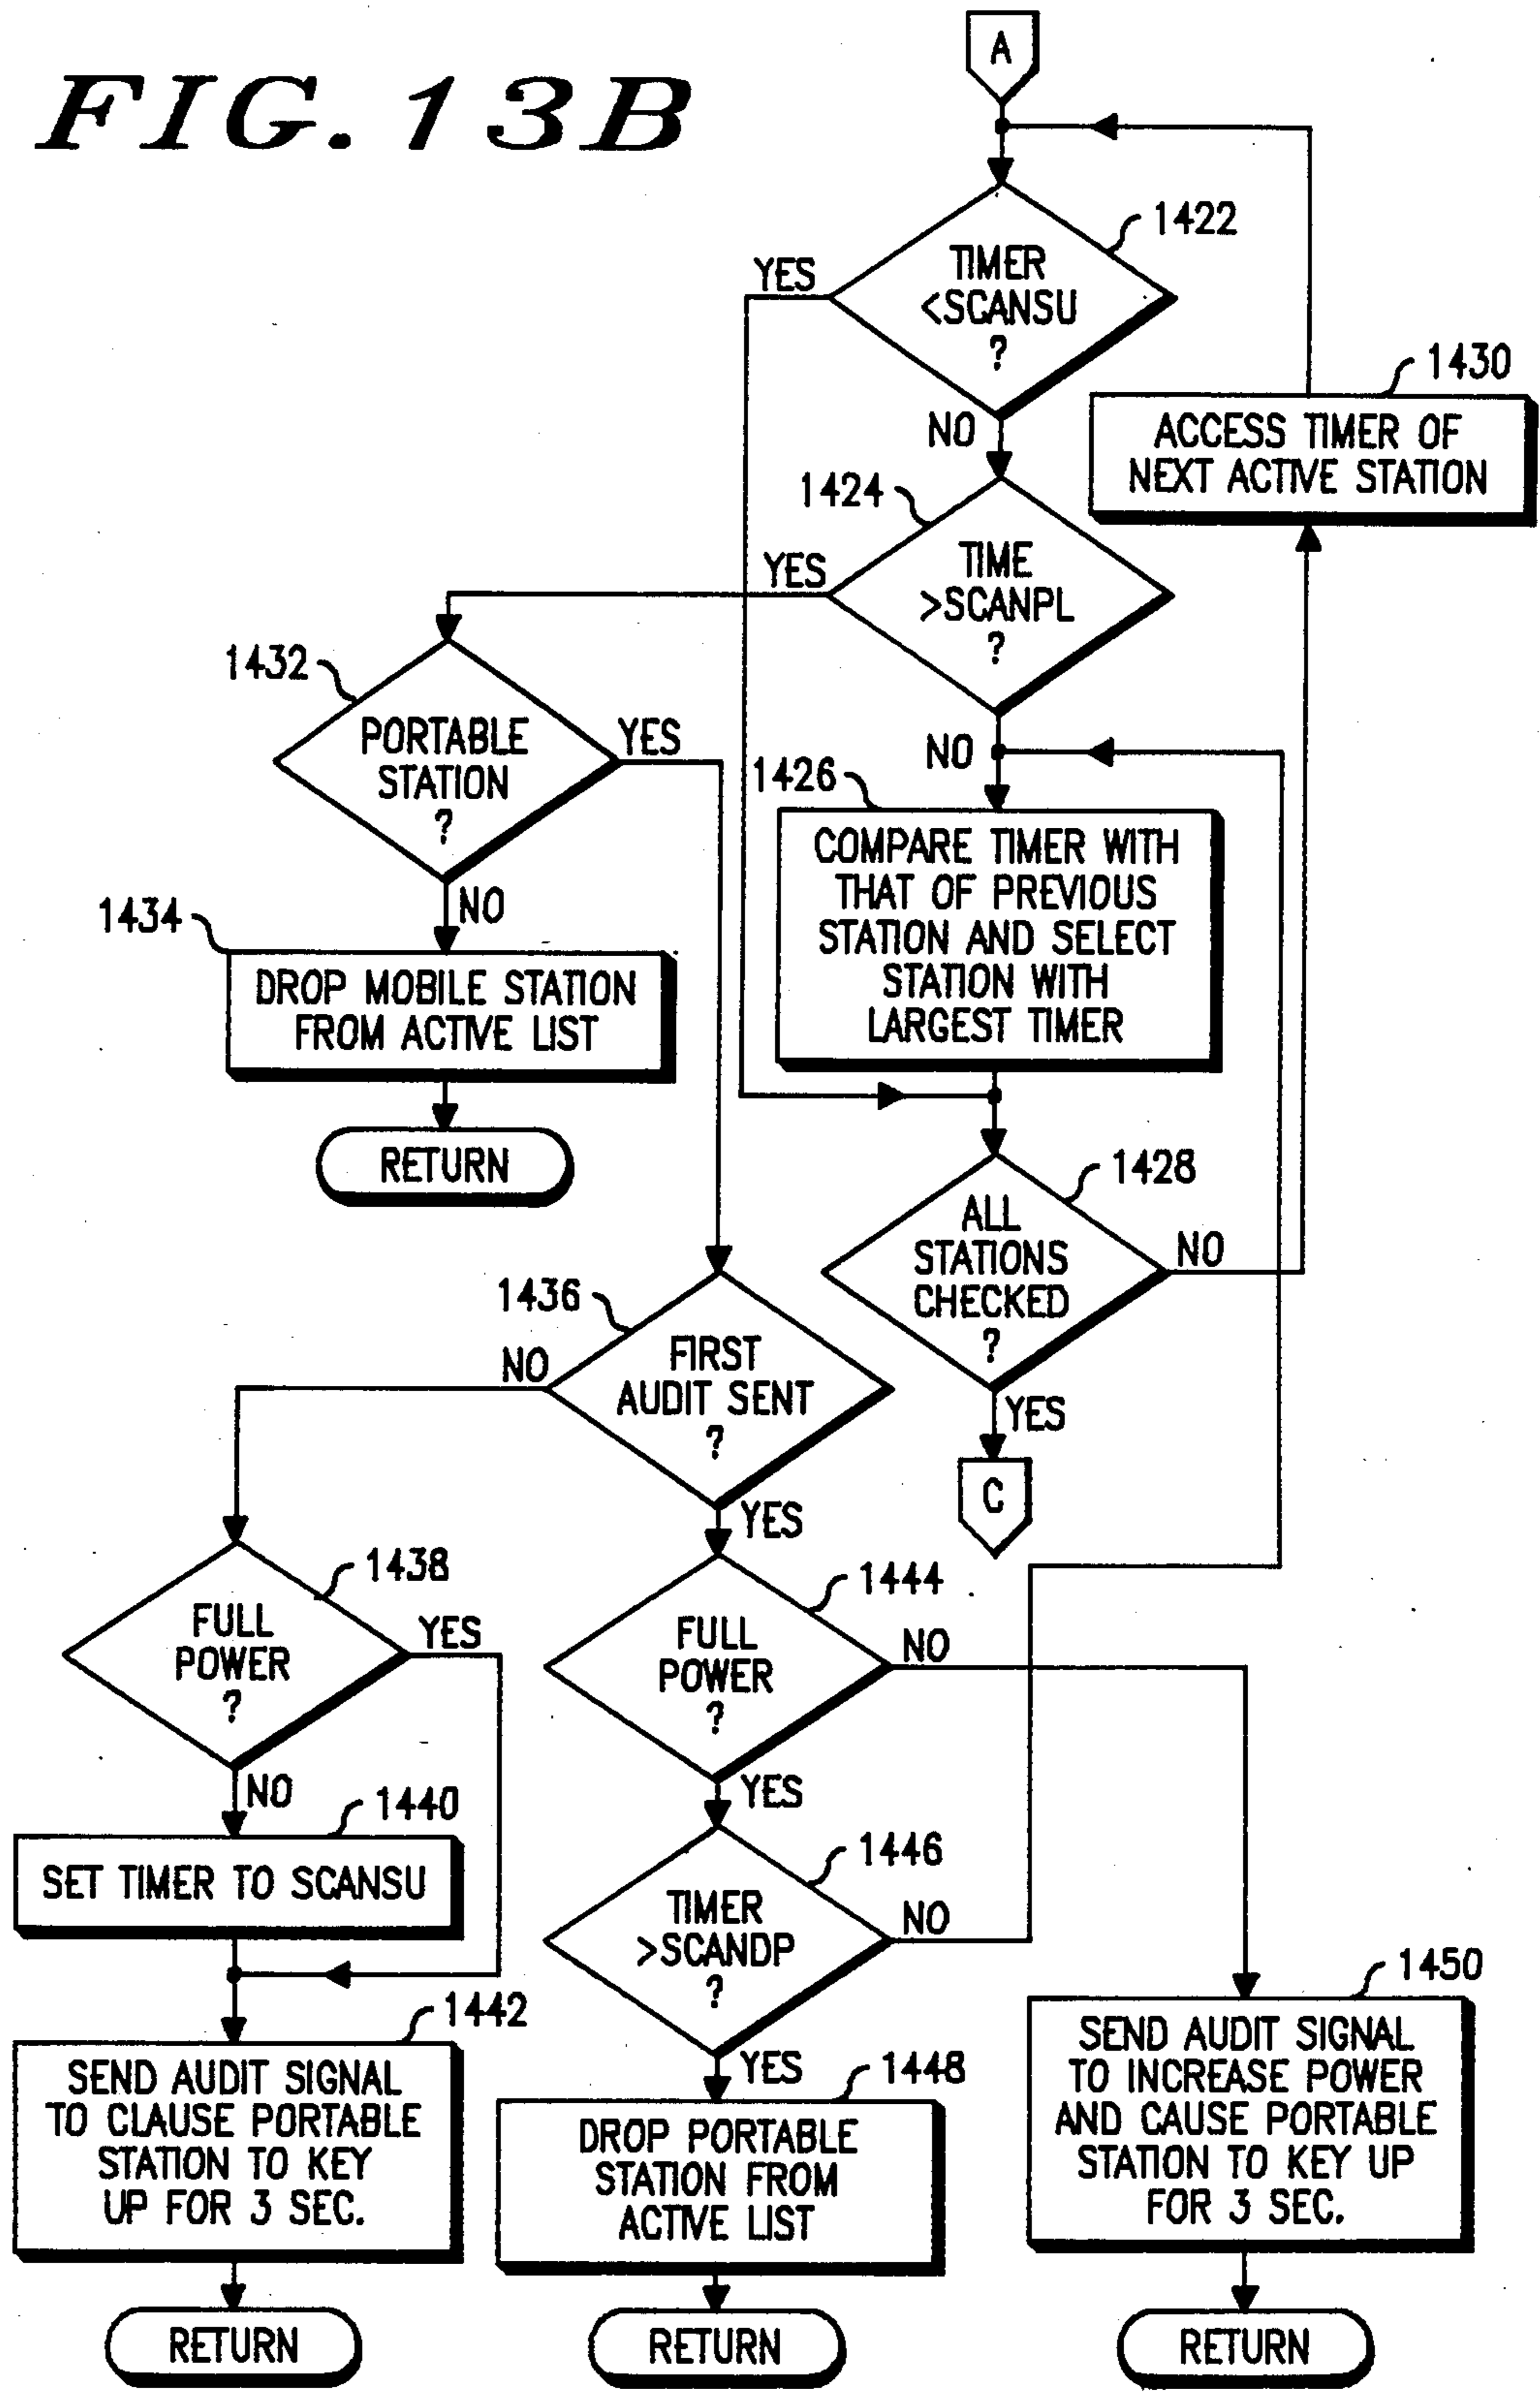 FIG. 13B
A
1422
TIMER
<SCANSU
?
YES
NO
1430
ACCESS TIMER OF
NEXT ACTIVE STATION
1424
TIME
>SCANPL
?
YES
NO
1432
PORTABLE
STATION
?
YES
NO
1426
COMPARE TIMER WITH
THAT OF PREVIOUS
STATION AND SELECT
STATION WITH
LARGEST TIMER
1434
DROP MOBILE STATION
FROM ACTIVE LIST
RETURN
1428
ALL
STATIONS
CHECKED
?
NO
YES
C
1436
FIRST
AUDIT SENT
?
NO
YES
1438
FULL
POWER
?
YES
NO
1444
FULL
POWER
?
NO
YES
1440
SET TIMER TO SCANSU
1446
TIMER
>SCANDP
?
NO
YES
1442
SEND AUDIT SIGNAL
TO CLAUSE PORTABLE
STATION TO KEY
UP FOR 3 SEC.
RETURN
1448
DROP PORTABLE
STATION FROM
ACTIVE LIST
RETURN
1450
SEND AUDIT SIGNAL
TO INCREASE POWER
AND CAUSE PORTABLE
STATION TO KEY UP
FOR 3 SEC.
RETURN